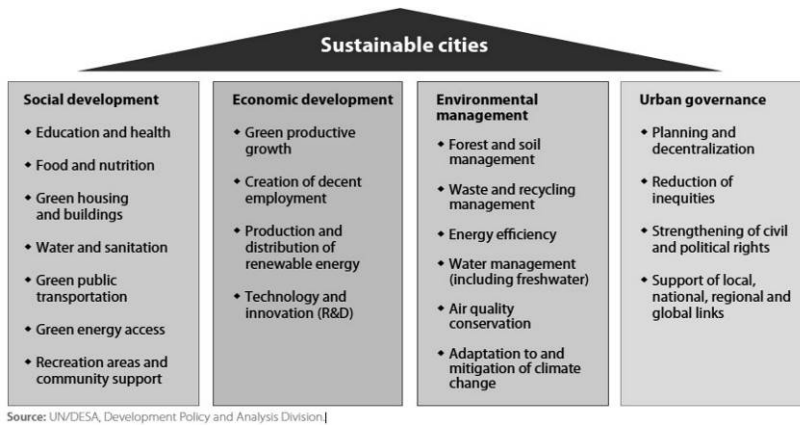 Sustainable cities
Social development
◆ Education and health
◆ Food and nutrition
◆ Green housing
and buildings
◆ Water and sanitation
◆ Green public
transportation
◆ Green energy access
◆ Recreation areas and
community support
Economic development
◆ Green productive
growth
◆ Creation of decent
employment
◆ Production and
distribution of
renewable energy
◆ Technology and
innovation (R&D)
Environmental
management
◆ Forest and soil
management
◆ Waste and recycling
management
◆ Energy efficiency
◆ Water management
(including freshwater)
◆ Air quality
conservation
◆ Adaptation to and
mitigation of climate
change
Urban governance
◆ Planning and
decentralization
◆ Reduction of
inequities
◆ Strengthening of civil
and political rights
◆ Support of local,
national, regional and
global links
Source: UN/DESA, Development Policy and Analysis Division.